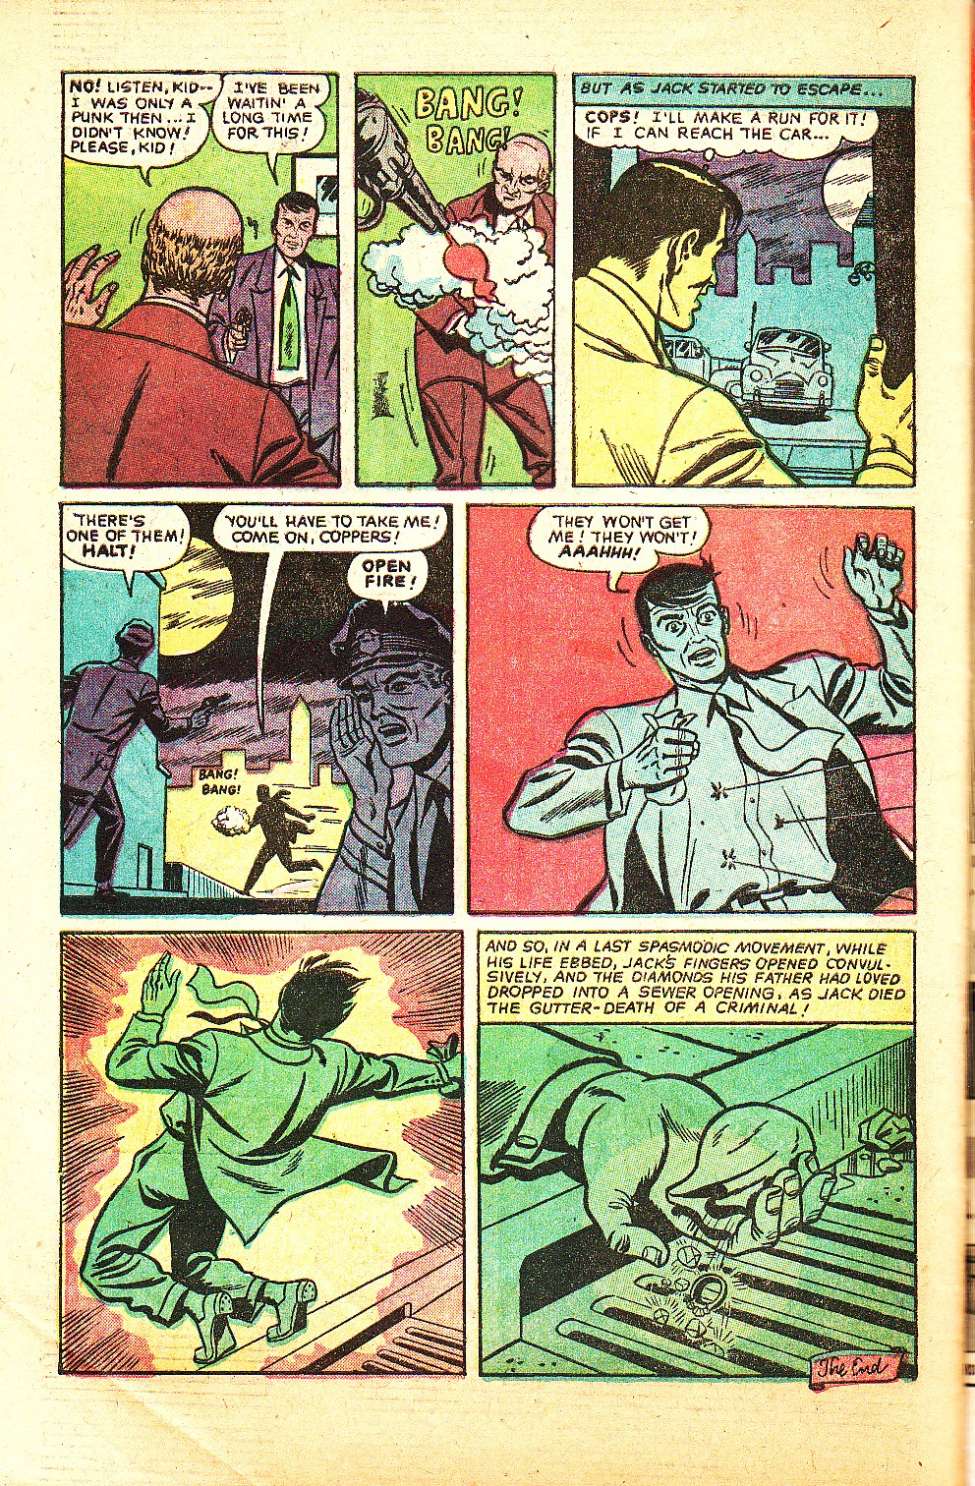 NO! LISTEN, KID--
I WAS ONLY A
PUNK THEN...I
DIDN'T KNOW!
PLEASE, KID!
I'VE BEEN
WAITIN' A
LONG TIME
FOR THIS!
BANG!
BANG!
BUT AS JACK STARTED TO ESCAPE...
COPS! I'LL MAKE A RUN FOR IT!
IF I CAN REACH THE CAR...
THERE'S
ONE OF THEM!
HALT!
YOU'LL HAVE TO TAKE ME!
COME ON, COPPERS!
OPEN
FIRE!
BANG!
BANG!
THEY WON'T GET
ME! THEY WON'T!
AAAHHH!
AND SO, IN A LAST SPASMODIC MOVEMENT, WHILE
HIS LIFE EBBED, JACK'S FINGERS OPENED CONVUL-
SIVELY, AND THE DIAMONDS HIS FATHER HAD LOVED
DROPPED INTO A SEWER OPENING, AS JACK DIED
THE GUTTER-DEATH OF A CRIMINAL!
The End